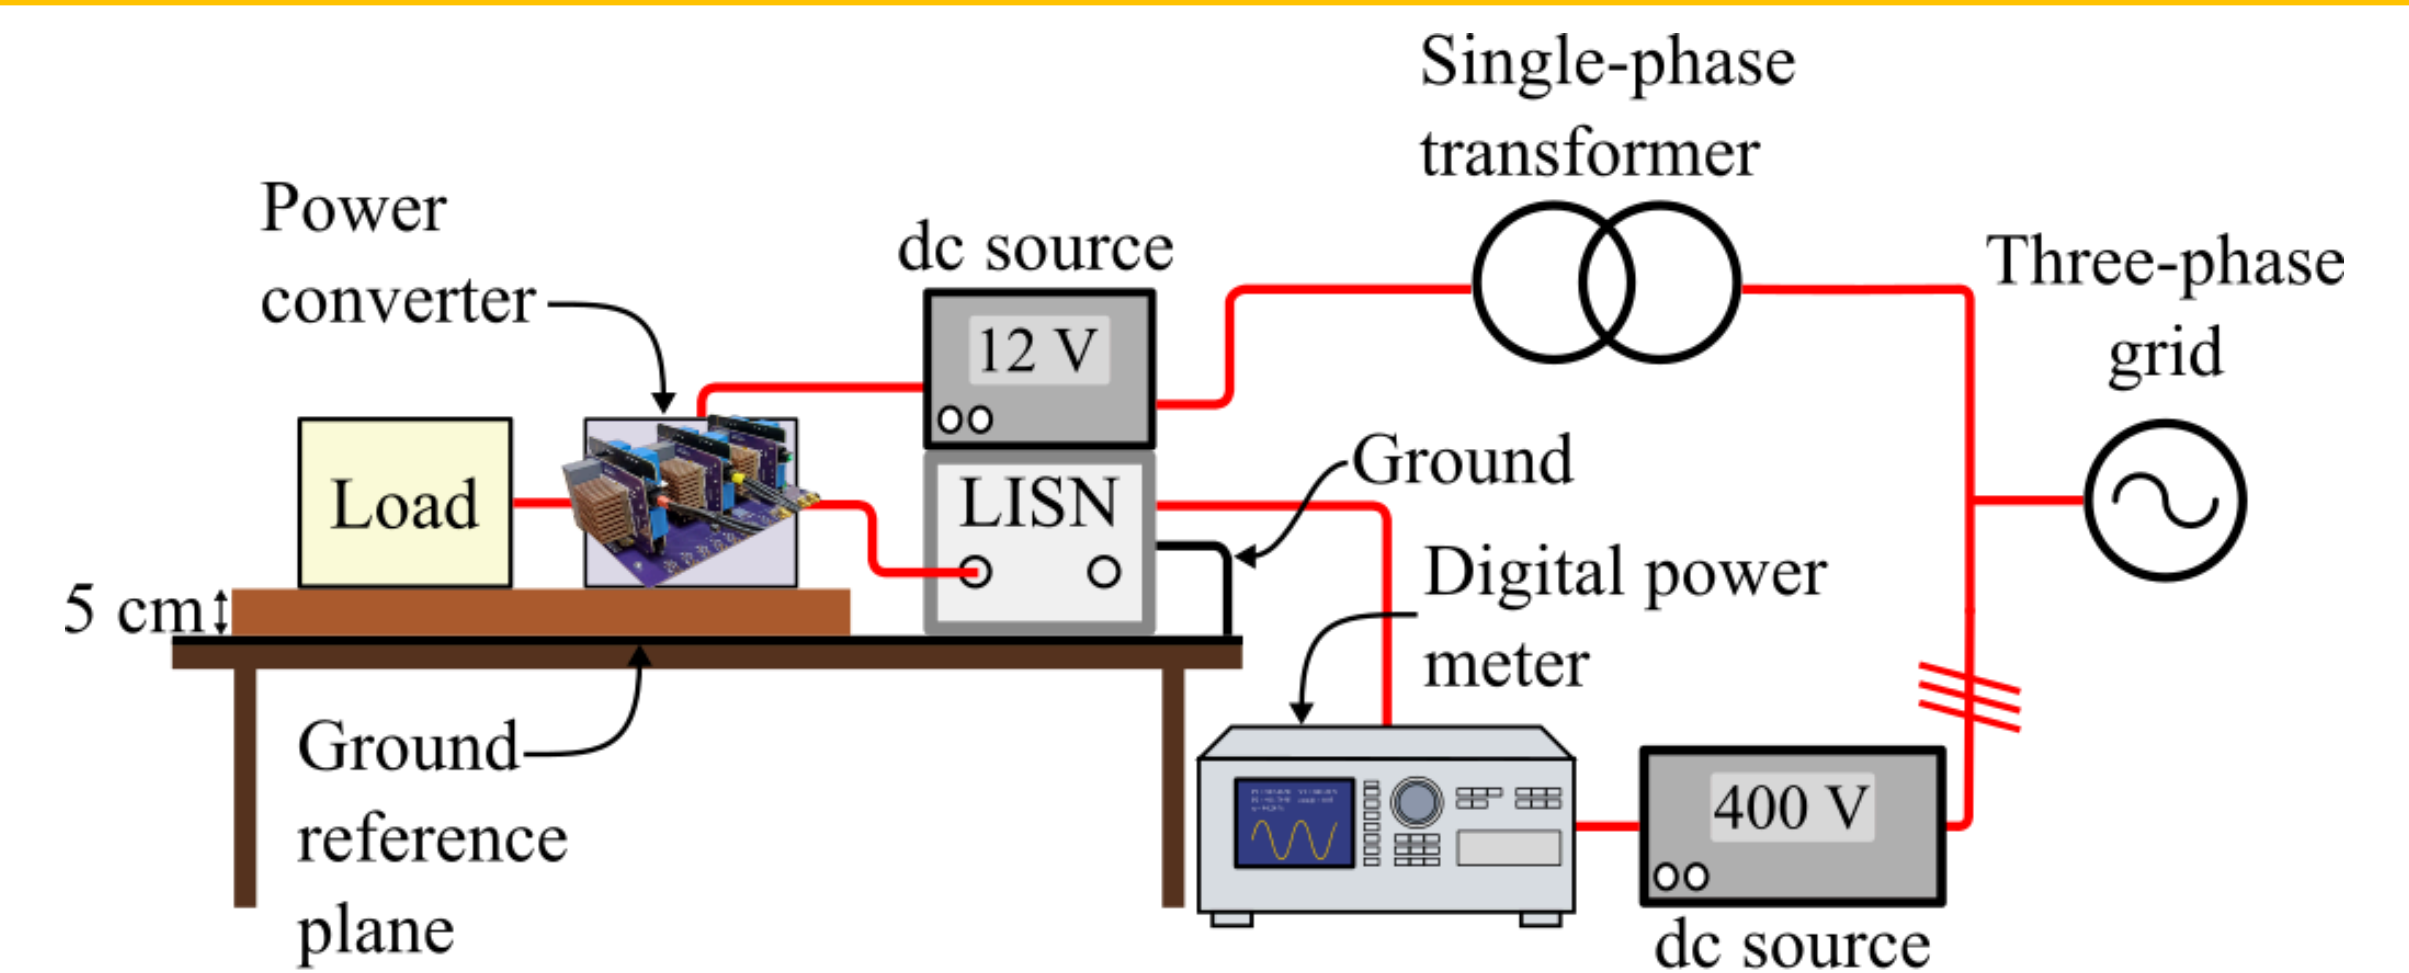 Single-phase
transformer
Power
converter
dc source
12 V
Three-phase
grid
Ground
Load
LISN
5 cm
Digital power
meter
Ground
reference
plane
400 V
dc source